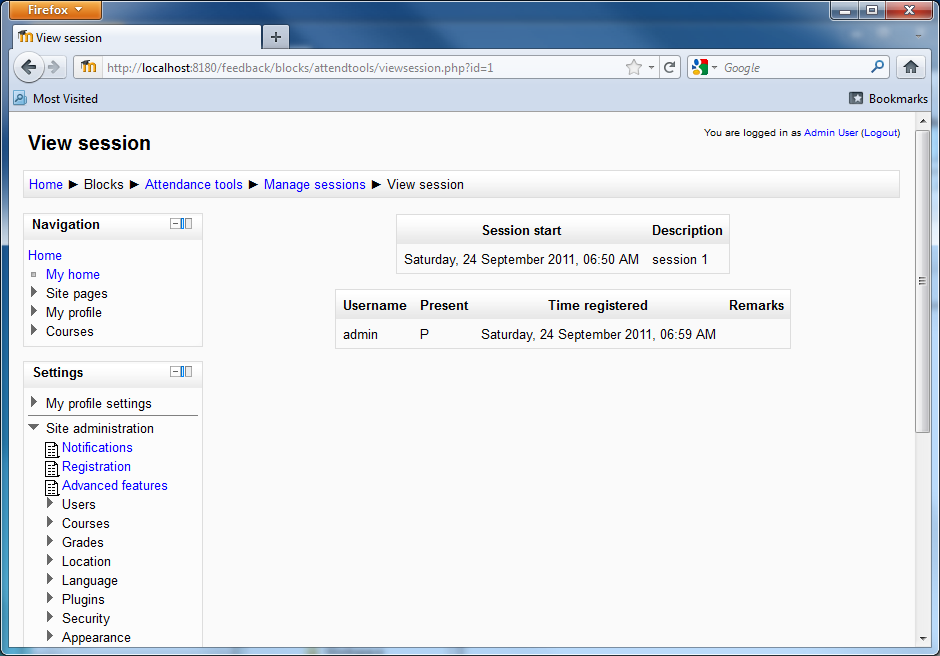 Firefox
View session
http://localhost:8180/feedback/blocks/attendtools/viewsession.php?id=1
Google
Most Visited
Bookmarks
View session
You are logged in as Admin User (Logout)
Home ► Blocks ► Attendance tools ► Manage sessions ► View session
Navigation
Home
My home
Site pages
My profile
Courses
Settings
My profile settings
Site administration
Notifications
Registration
Advanced features
Users
Courses
Grades
Location
Language
Plugins
Security
Appearance
Session start Description
Saturday, 24 September 2011, 06:50 AM session 1
Username Present Time registered Remarks
admin P Saturday, 24 September 2011, 06:59 AM